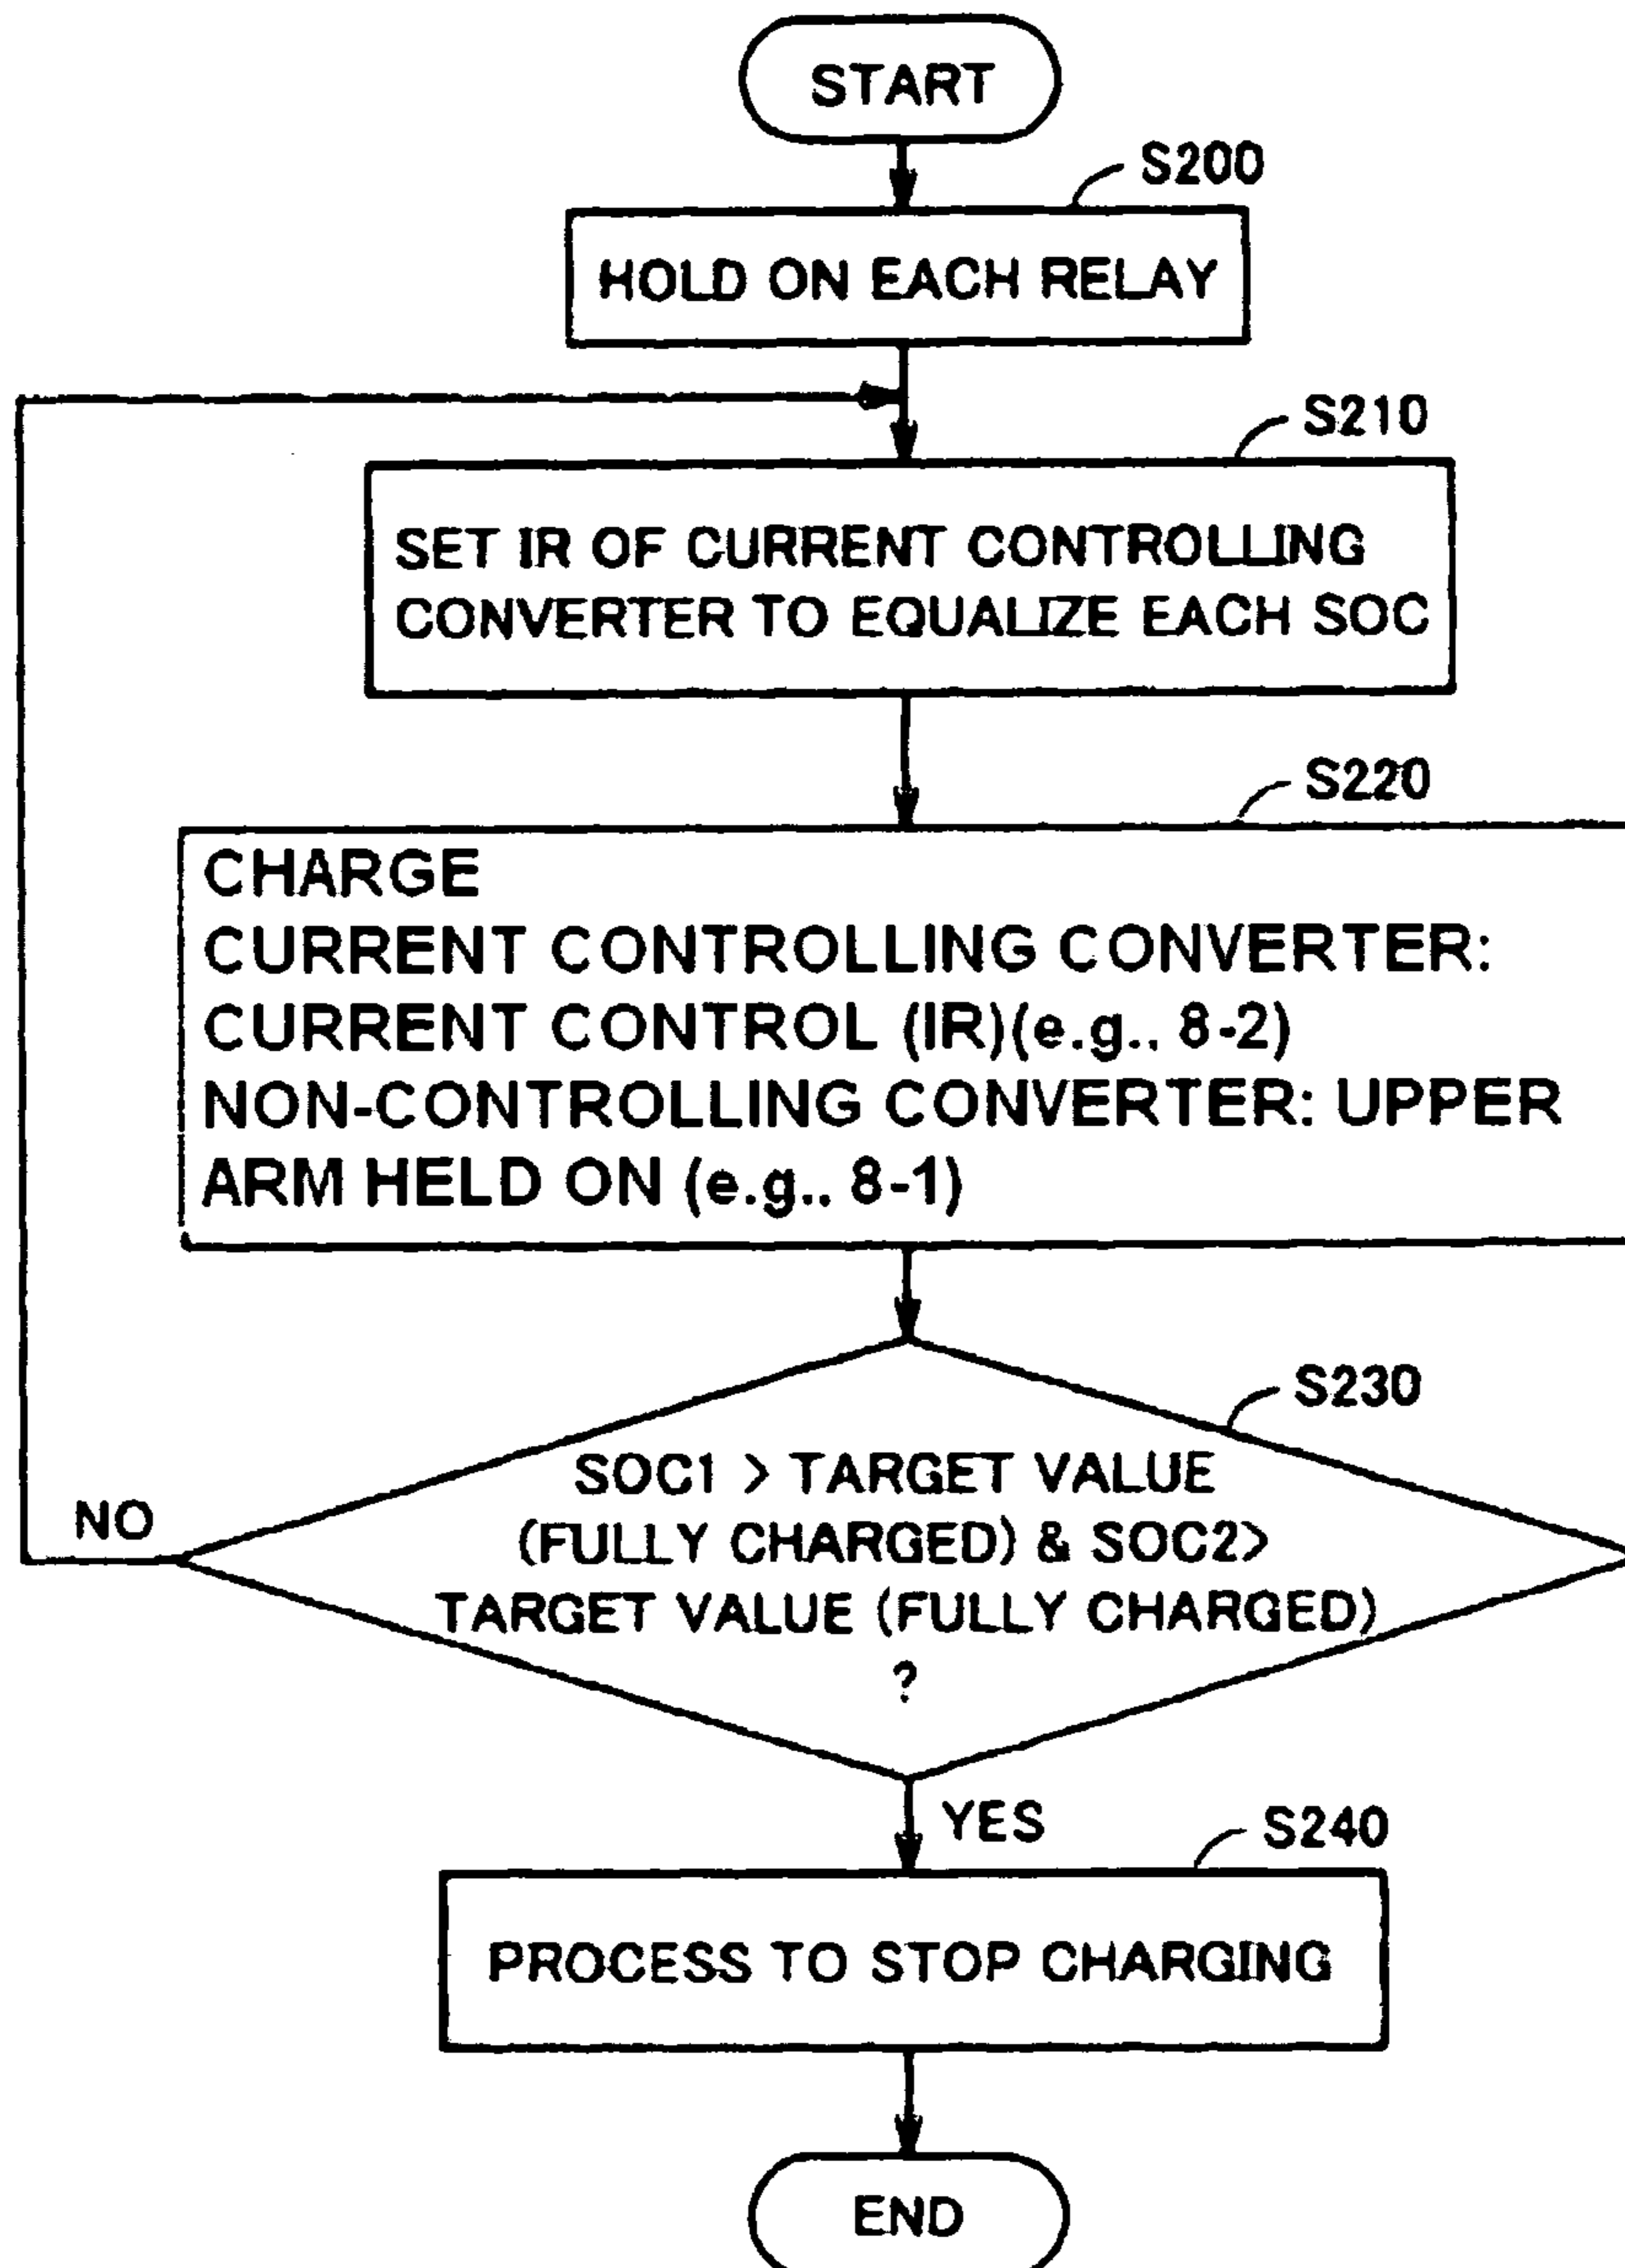 START
S200
HOLD ON EACH RELAY
S210
SET IR OF CURRENT CONTROLLING
CONVERTER TO EQUALIZE EACH SOC
S220
CHARGE
CURRENT CONTROLLING CONVERTER:
CURRENT CONTROL (IR)(e.g., 8-2)
NON-CONTROLLING CONVERTER: UPPER
ARM HELD ON (e.g., 8-1)
S230
SOC1 > TARGET VALUE
(FULLY CHARGED) & SOC2>
TARGET VALUE (FULLY CHARGED)
?
NO
YES
S240
PROCESS TO STOP CHARGING
END